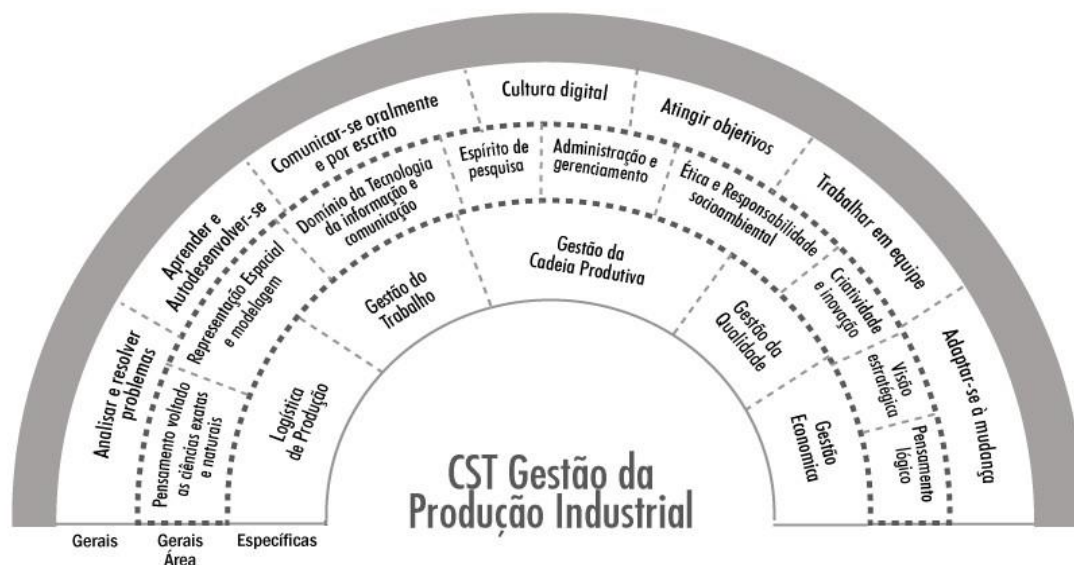 Analisar e resolver
problemas
Aprender e
Autodesenvolver-se
Comunicar-se oralmente
e por escrito
Cultura digital
Atingir objetivos
Trabalhar em equipe
Adaptar-se à mudança
Pensamento voltado
as ciências exatas
e naturais
Representação Espacial
e modelagem
Domínio da Tecnologia
da informação e
comunicação
Espírito de
pesquisa
Administração e
gerenciamento
Ética e Responsabilidade
socioambiental
Criatividade
e inovação
Visão
estratégica
Pensamento
lógico
Logística
de Produção
Gestão do
Trabalho
Gestão da
Cadeia Produtiva
Gestão da
Qualidade
Gestão
Economica
CST Gestão da
Produção Industrial
Gerais
Gerais
Área
Específicas